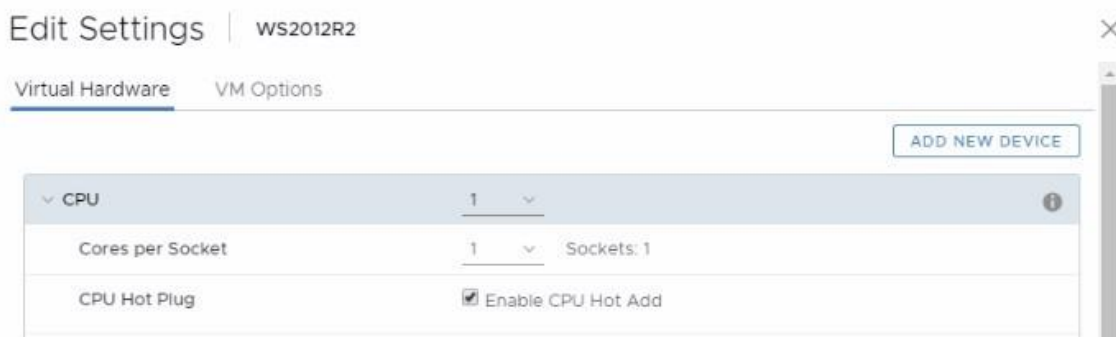 Edit Settings | WS2012R2
Virtual Hardware VM Options
ADD NEW DEVICE
CPU 1
Cores per Socket 1 Sockets: 1
CPU Hot Plug Enable CPU Hot Add